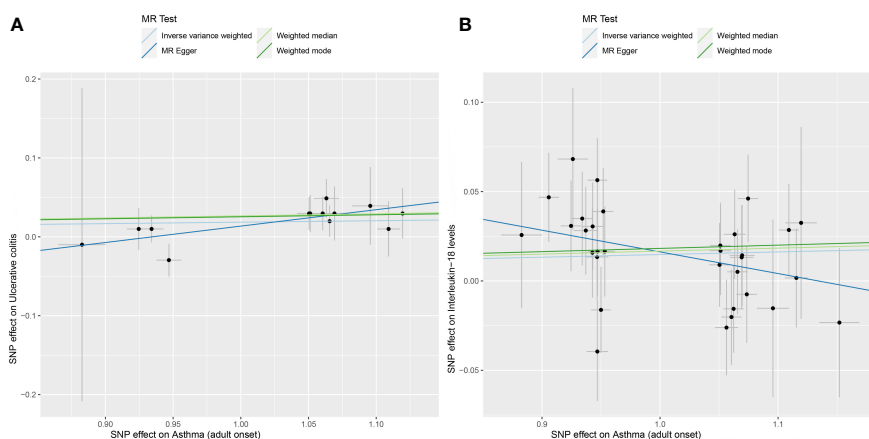 A
MR Test
Inverse variance weighted
Weighted median
MR Egger
Weighted mode
SNP effect on Ulcerative colitis
0.2
0.1
0.0
−0.1
−0.2
0.90
0.95
1.00
1.05
1.10
SNP effect on Asthma (adult onset)
B
MR Test
Inverse variance weighted
Weighted median
MR Egger
Weighted mode
SNP effect on Interleukin−18 levels
0.10
0.05
0.00
−0.05
0.9
1.0
1.1
SNP effect on Asthma (adult onset)